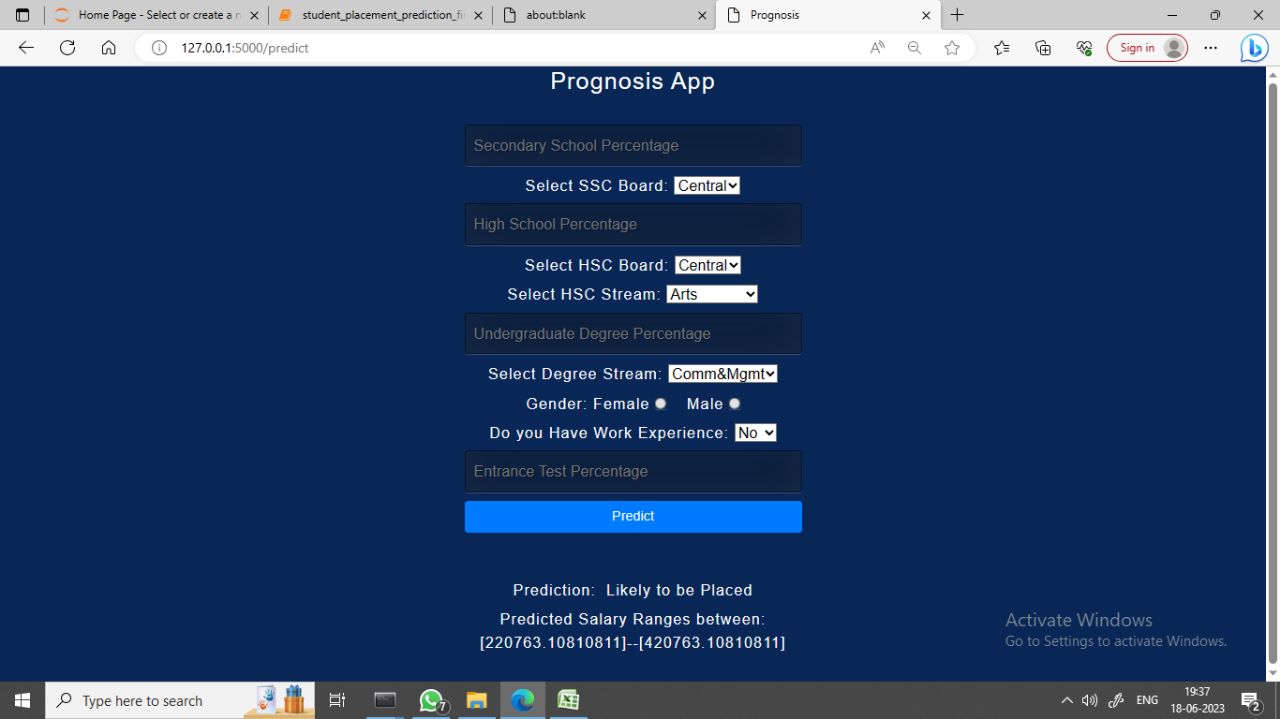 Home Page - Select or create a n
student_placement_prediction_fi
about:blank
Prognosis
127.0.0.1:5000/predict
Sign in
Prognosis App
Secondary School Percentage
Select SSC Board: Central
High School Percentage
Select HSC Board: Central
Select HSC Stream: Arts
Undergraduate Degree Percentage
Select Degree Stream: Comm&Mgmt
Gender: Female Male
Do you Have Work Experience: No
Entrance Test Percentage
Predict
Prediction: Likely to be Placed
Predicted Salary Ranges between:
[220763.10810811]--[420763.10810811]
Activate Windows
Go to Settings to activate Windows.
Type here to search
7
ENG
19:37
18-06-2023
2